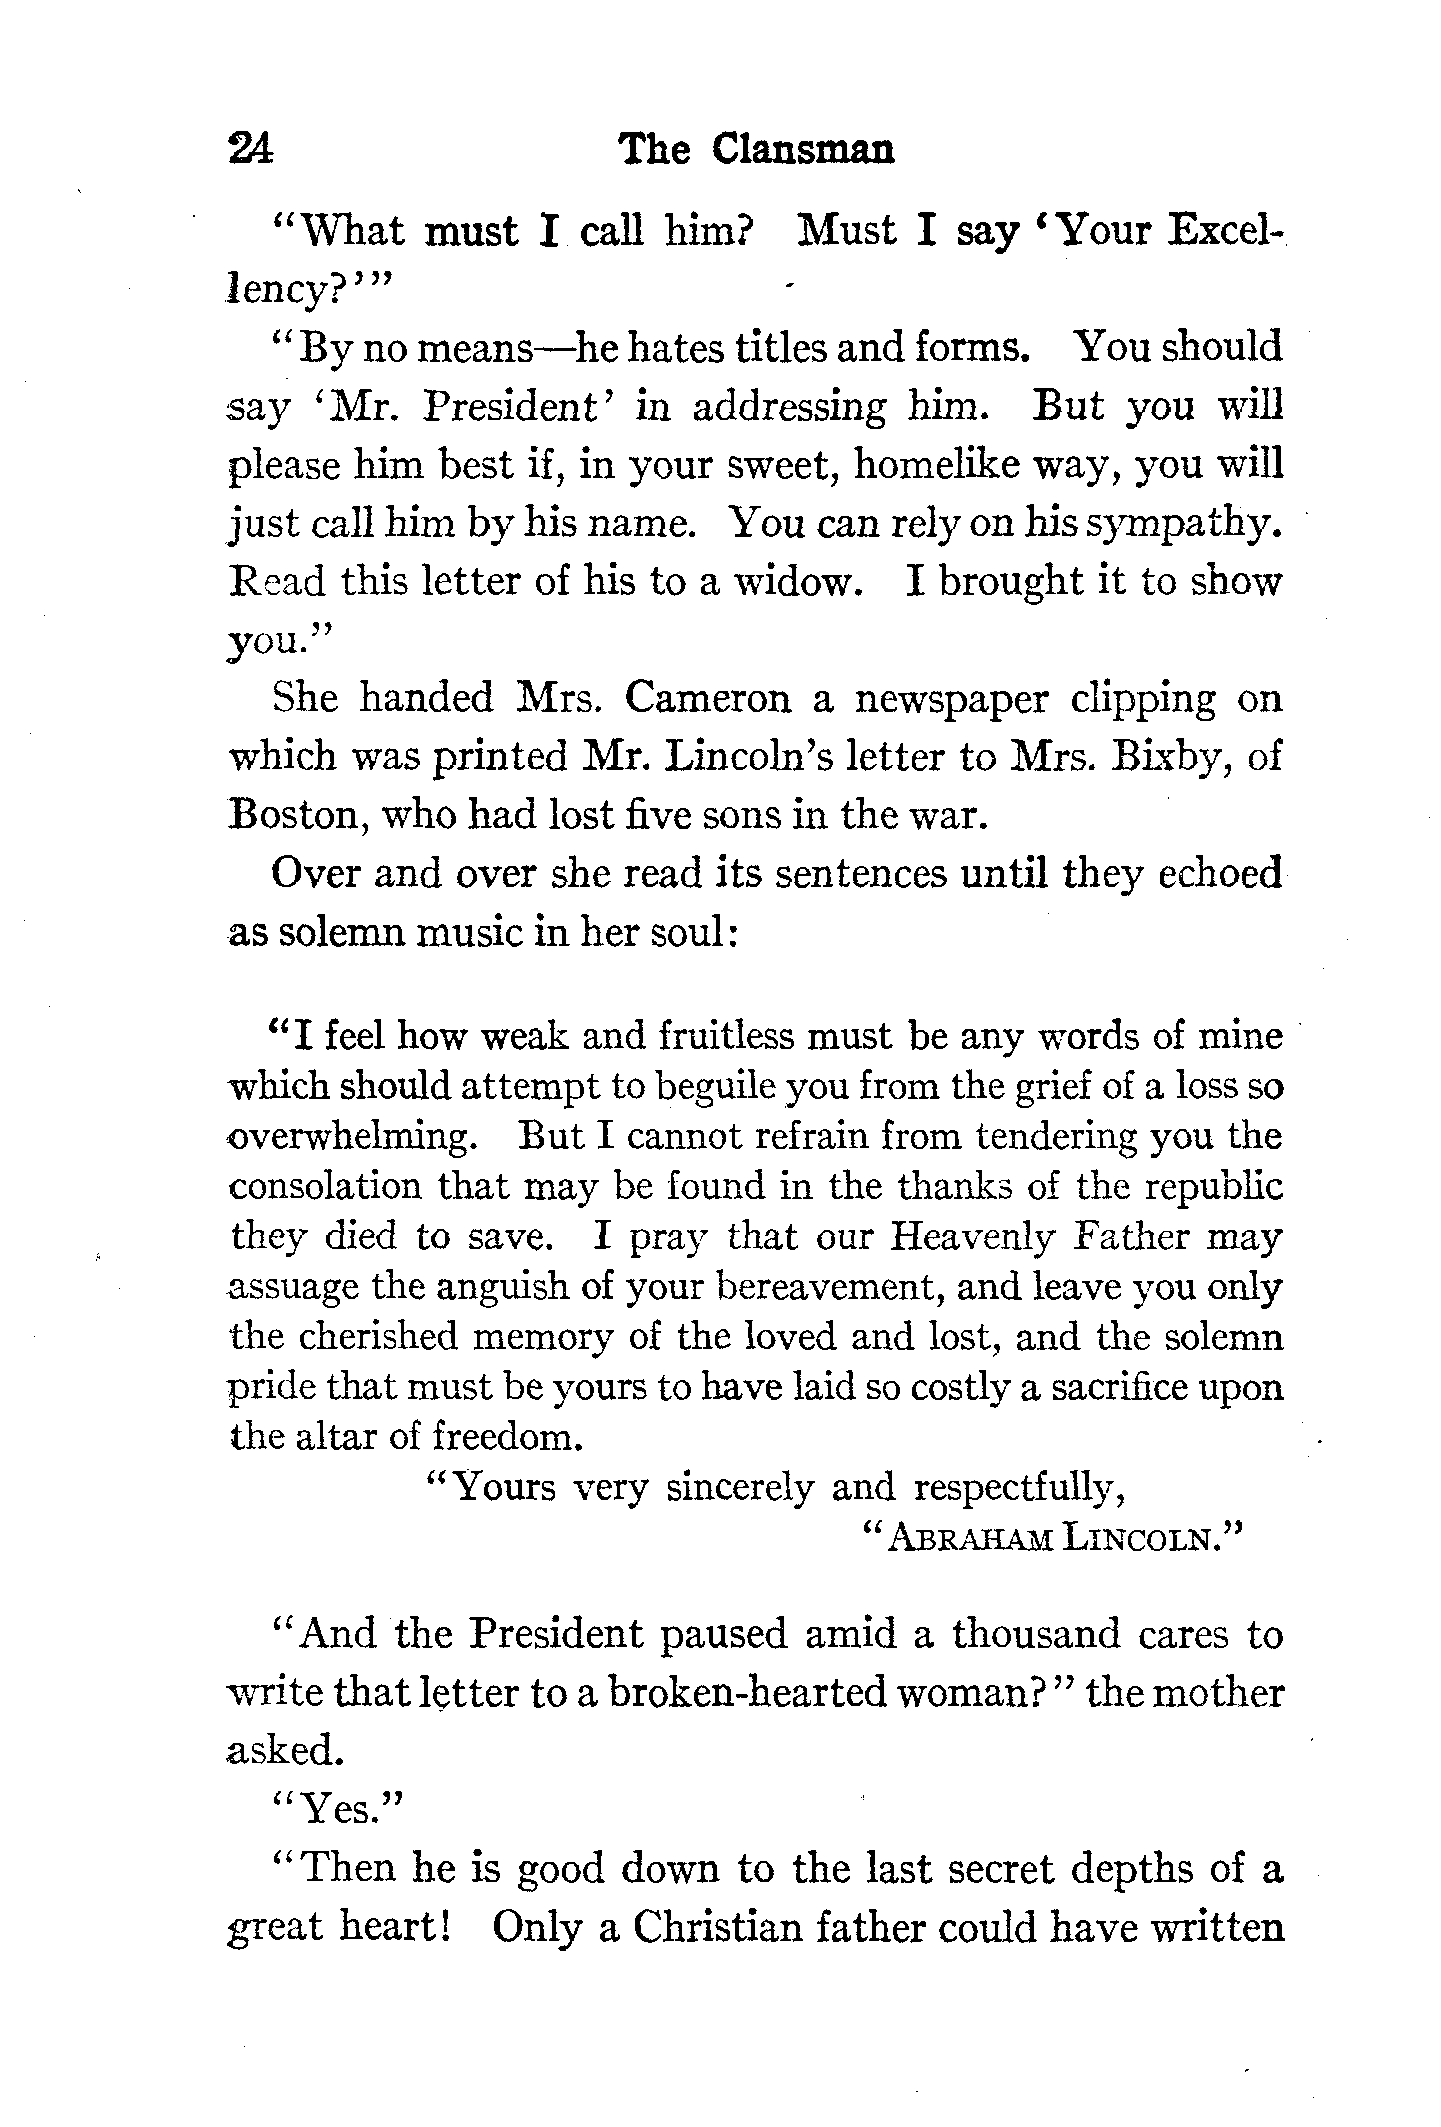 24 The Clansman
"What must I call him? Must I say 'Your Excel-
lency?'"
"By no means—he hates titles and forms. You should
say 'Mr. President' in addressing him. But you will
please him best if, in your sweet, homelike way, you will
just call him by his name. You can rely on his sympathy.
Read this letter of his to a widow. I brought it to show
you."
She handed Mrs. Cameron a newspaper clipping on
which was printed Mr. Lincoln's letter to Mrs. Bixby, of
Boston, who had lost five sons in the war.
Over and over she read its sentences until they echoed
as solemn music in her soul:
"I feel how weak and fruitless must be any words of mine
which should attempt to beguile you from the grief of a loss so
overwhelming. But I cannot refrain from tendering you the
consolation that may be found in the thanks of the republic
they died to save. I pray that our Heavenly Father may
assuage the anguish of your bereavement, and leave you only
the cherished memory of the loved and lost, and the solemn
pride that must be yours to have laid so costly a sacrifice upon
the altar of freedom.
"Yours very sincerely and respectfully,
"ABRAHAM LINCOLN."
"And the President paused amid a thousand cares to
write that letter to a broken-hearted woman?" the mother
asked.
"Yes."
"Then he is good down to the last secret depths of a
great heart! Only a Christian father could have written